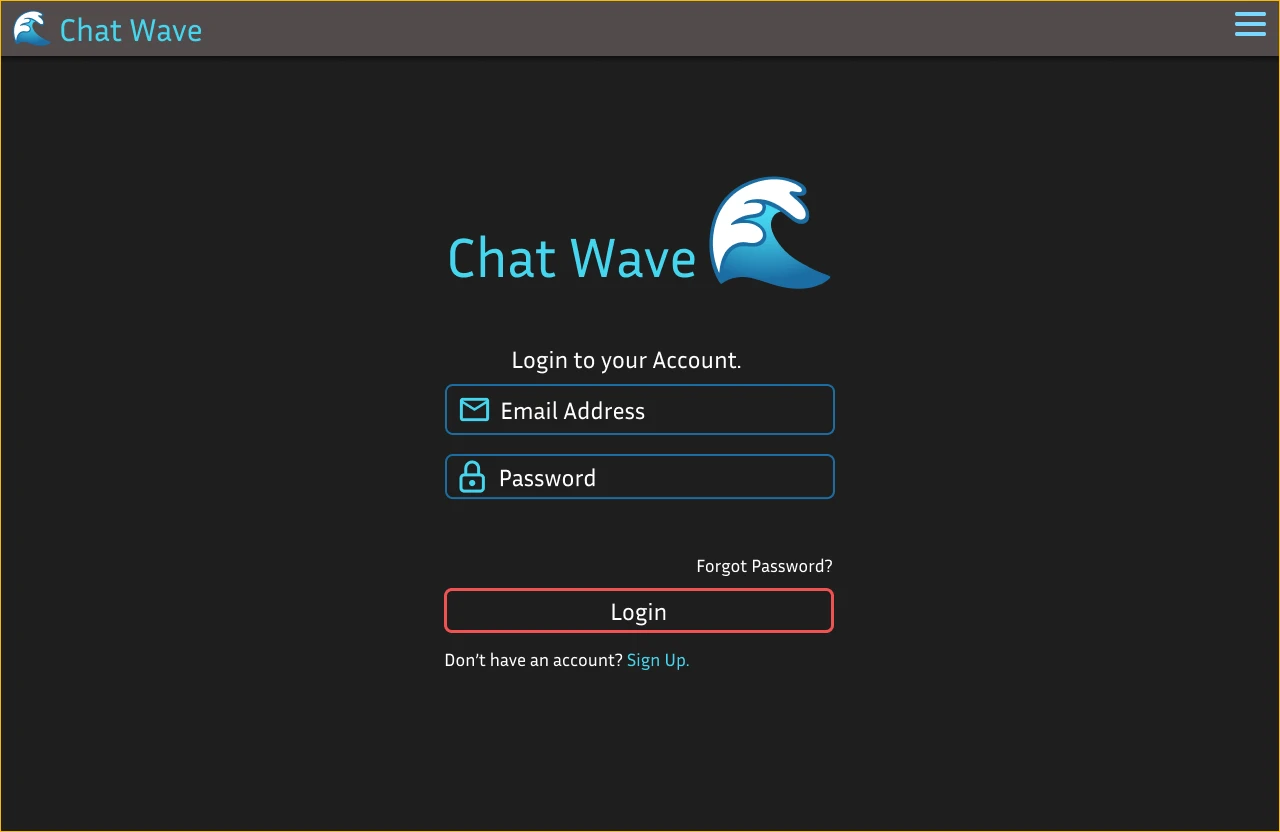 Chat Wave
Chat Wave
Login to your Account.
Email Address
Password
Forgot Password?
Login
Don’t have an account? Sign Up.